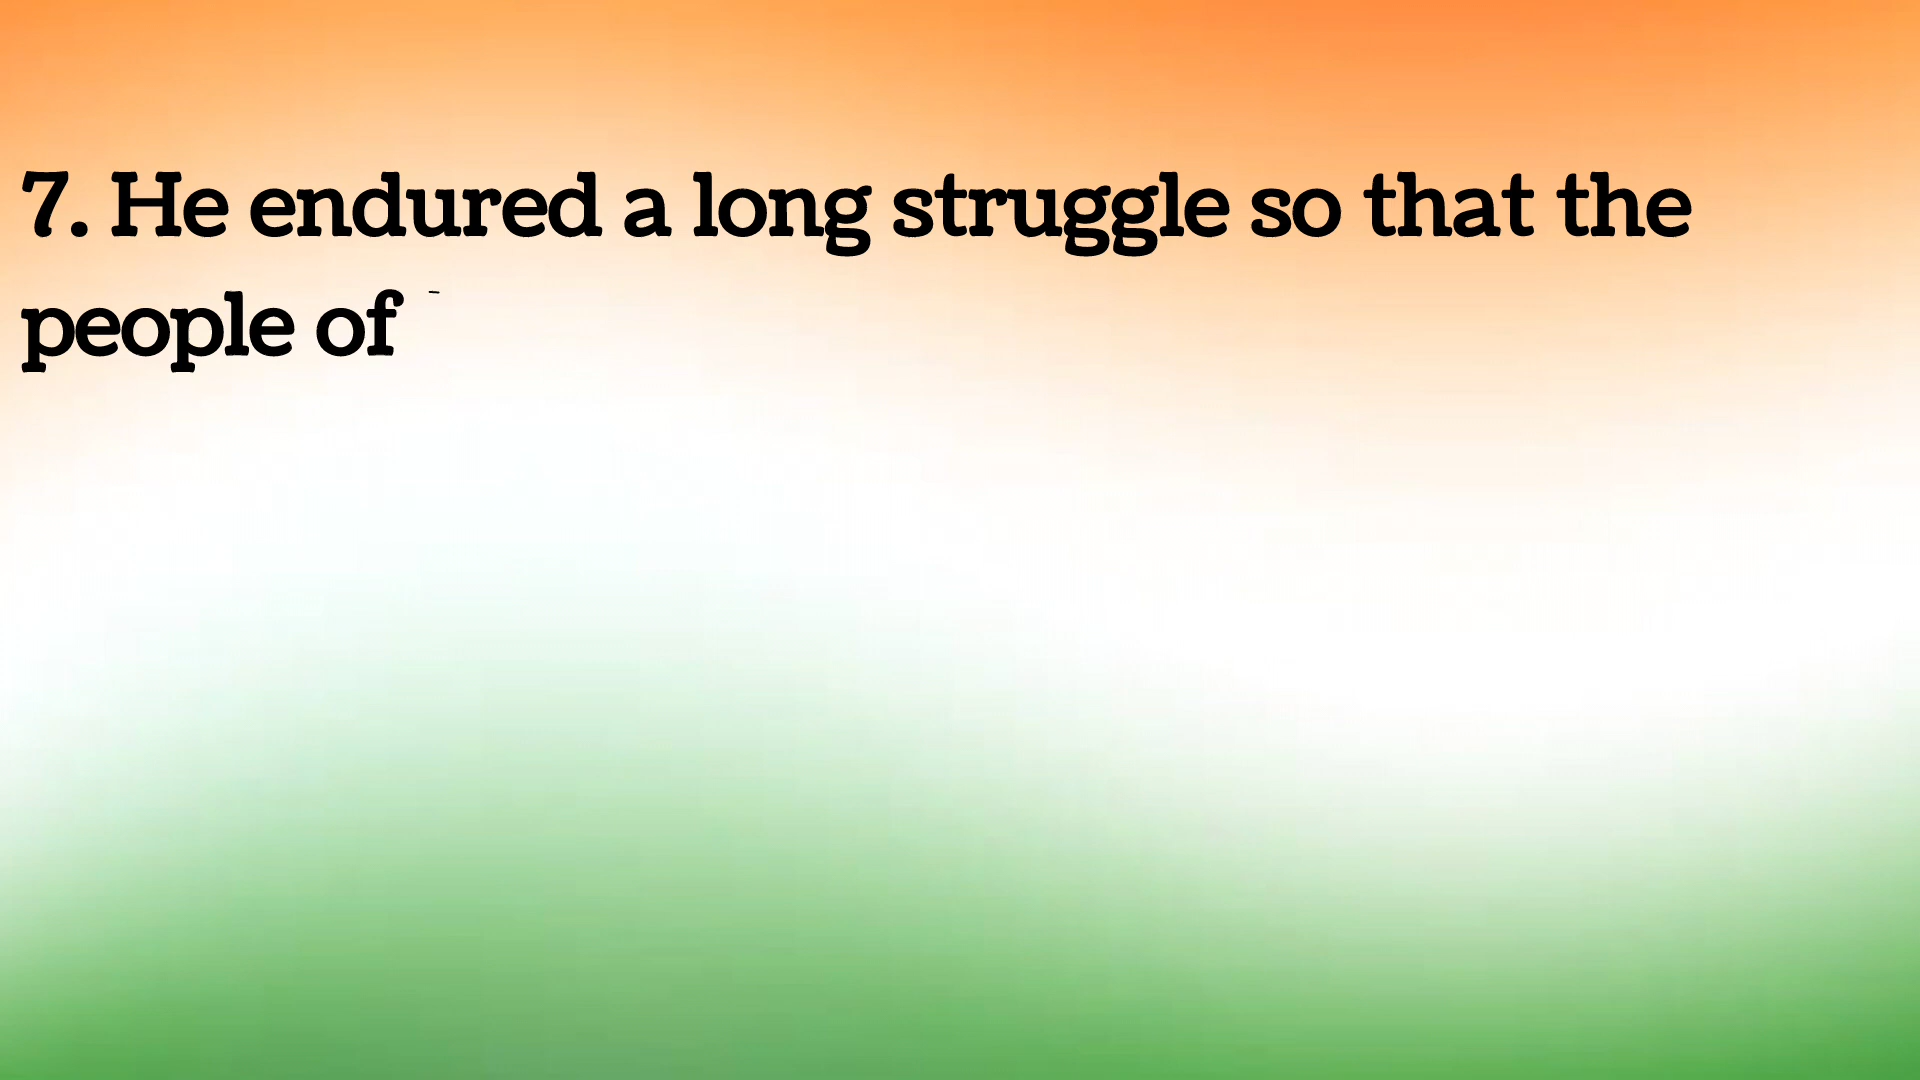 7. He endured a long struggle so that the
people of